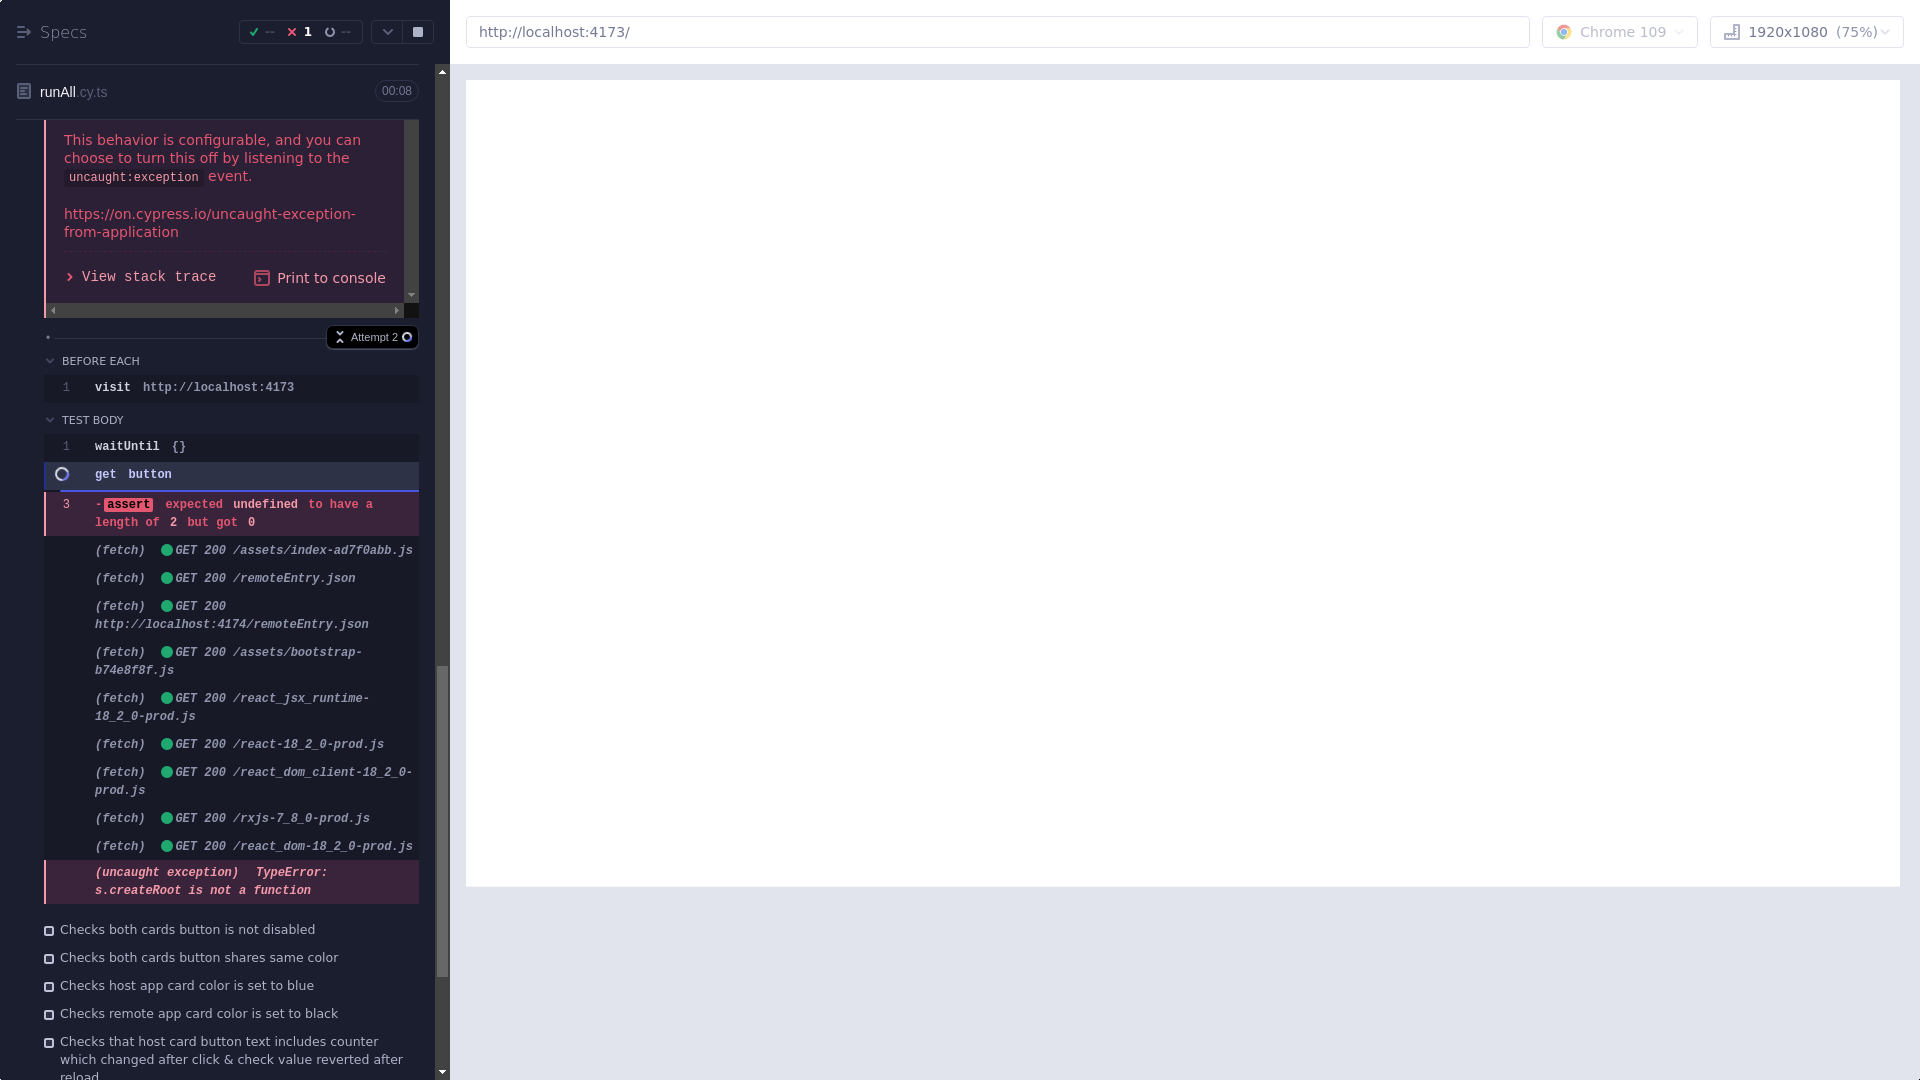 Specs
-- 1 --
runAll.cy.ts
00:08
This behavior is configurable, and you can
choose to turn this off by listening to the
uncaught:exception event.
https://on.cypress.io/uncaught-exception-
from-application
View stack trace
Print to console
Attempt 2
BEFORE EACH
1 visit http://localhost:4173
TEST BODY
1 waitUntil {}
get button
3 -assert expected undefined to have a
length of 2 but got 0
(fetch) GET 200 /assets/index-ad7f0abb.js
(fetch) GET 200 /remoteEntry.json
(fetch) GET 200
http://localhost:4174/remoteEntry.json
(fetch) GET 200 /assets/bootstrap-
b74e8f8f.js
(fetch) GET 200 /react_jsx_runtime-
18_2_0-prod.js
(fetch) GET 200 /react-18_2_0-prod.js
(fetch) GET 200 /react_dom_client-18_2_0-
prod.js
(fetch) GET 200 /rxjs-7_8_0-prod.js
(fetch) GET 200 /react_dom-18_2_0-prod.js
(uncaught exception) TypeError:
s.createRoot is not a function
Checks both cards button is not disabled
Checks both cards button shares same color
Checks host app card color is set to blue
Checks remote app card color is set to black
Checks that host card button text includes counter
which changed after click & check value reverted after
reload
http://localhost:4173/
Chrome 109
1920x1080 (75%)